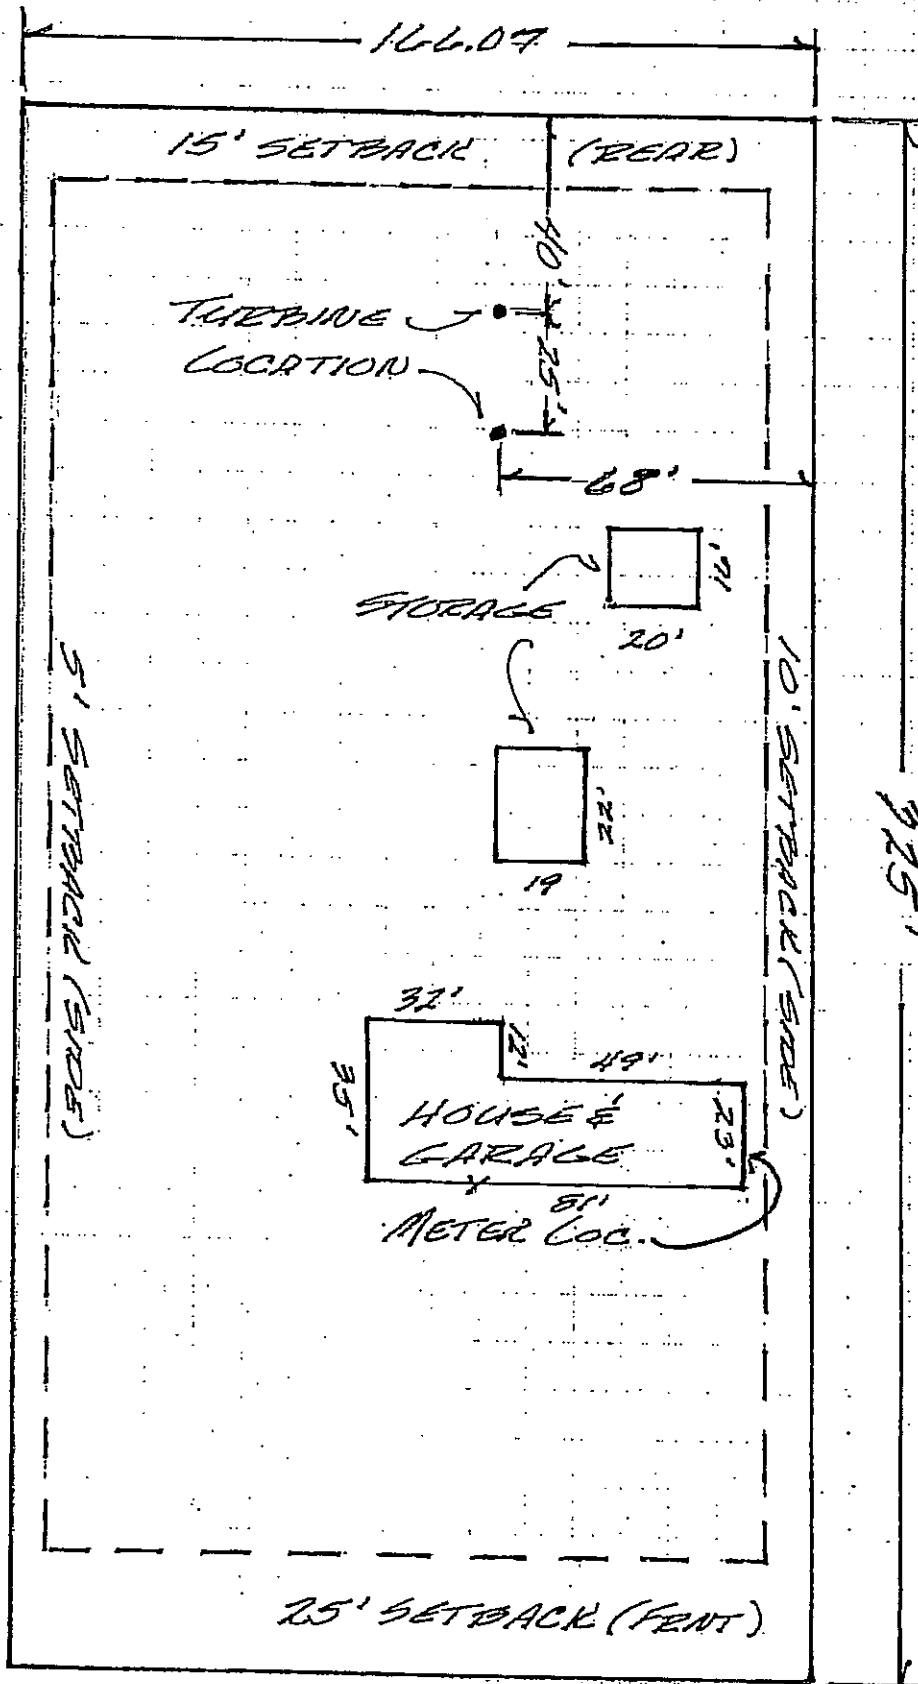 166.07
15' SETBACK (REAR)
40'
TURBINE
LOCATION
25'
68'
STORAGE
16'
20'
5' SETBACK (SIDE)
10' SETBACK (SIDE)
325'
22'
19
32'
12'
49'
35'
HOUSE &
GARAGE
23'
X
81'
METER LOC.
25' SETBACK (FRNT)